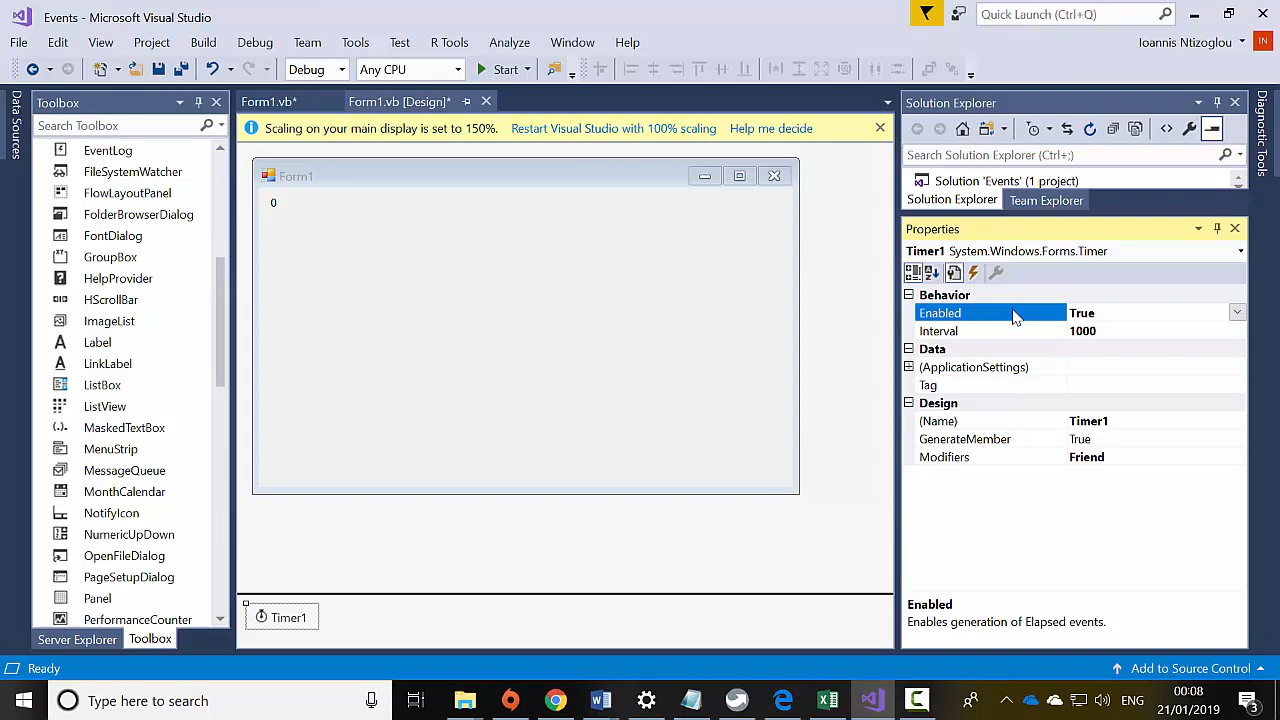 Events - Microsoft Visual Studio
Quick Launch (Ctrl+Q)
File Edit View Project Build Debug Team Tools Test R Tools Analyze Window Help
Ioannis Ntizoglou IN
Debug Any CPU Start
Data Sources
Toolbox
Search Toolbox
EventLog
FileSystemWatcher
FlowLayoutPanel
FolderBrowserDialog
FontDialog
GroupBox
HelpProvider
HScrollBar
ImageList
Label
LinkLabel
ListBox
ListView
MaskedTextBox
MenuStrip
MessageQueue
MonthCalendar
NotifyIcon
NumericUpDown
OpenFileDialog
PageSetupDialog
Panel
PerformanceCounter
Server Explorer Toolbox
Form1.vb* Form1.vb [Design]*
Scaling on your main display is set to 150%. Restart Visual Studio with 100% scaling Help me decide
Form1
0
Timer1
Solution Explorer
Search Solution Explorer (Ctrl+;)
Solution 'Events' (1 project)
Solution Explorer Team Explorer
Properties
Timer1 System.Windows.Forms.Timer
Behavior
Enabled True
Interval 1000
Data
(ApplicationSettings)
Tag
Design
(Name) Timer1
GenerateMember True
Modifiers Friend
Enabled
Enables generation of Elapsed events.
Diagnostic Tools
Ready
Add to Source Control
Type here to search
ENG
00:08
21/01/2019
3